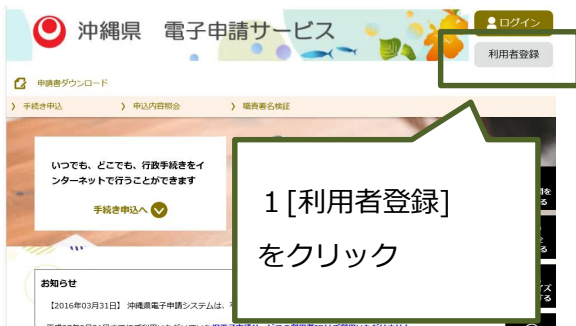 沖縄県 電子申請サービス
ログイン
利用者登録
申請書ダウンロード
手続き申込
申込内容照会
職責署名検証
いつでも、どこでも、行政手続きをイ
ンターネットで行うことができます
手続き申込へ
1[利用者登録]
をクリック
お知らせ
【2016年03月31日】 沖縄県電子申請システムは、